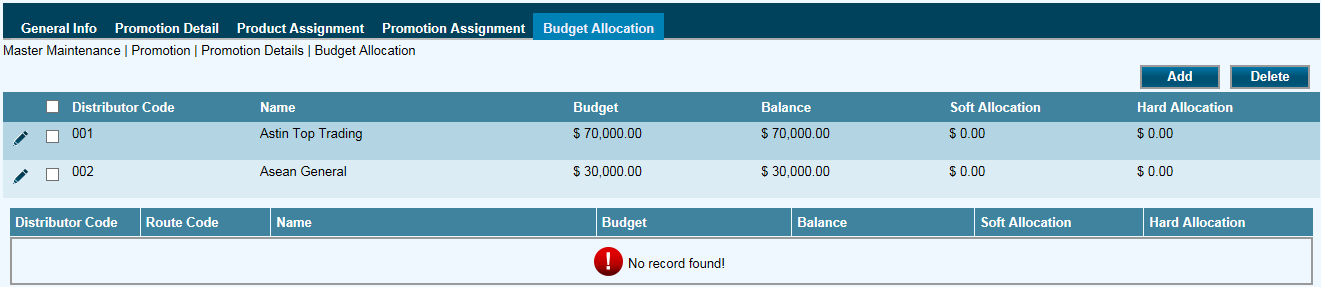 General Info Promotion Detail Product Assignment Promotion Assignment Budget Allocation
Master Maintenance | Promotion | Promotion Details | Budget Allocation
Add Delete
Distributor Code Name Budget Balance Soft Allocation Hard Allocation
001 Astin Top Trading $ 70,000.00 $ 70,000.00 $ 0.00 $ 0.00
002 Asean General $ 30,000.00 $ 30,000.00 $ 0.00 $ 0.00
Distributor Code Route Code Name Budget Balance Soft Allocation Hard Allocation
! No record found!